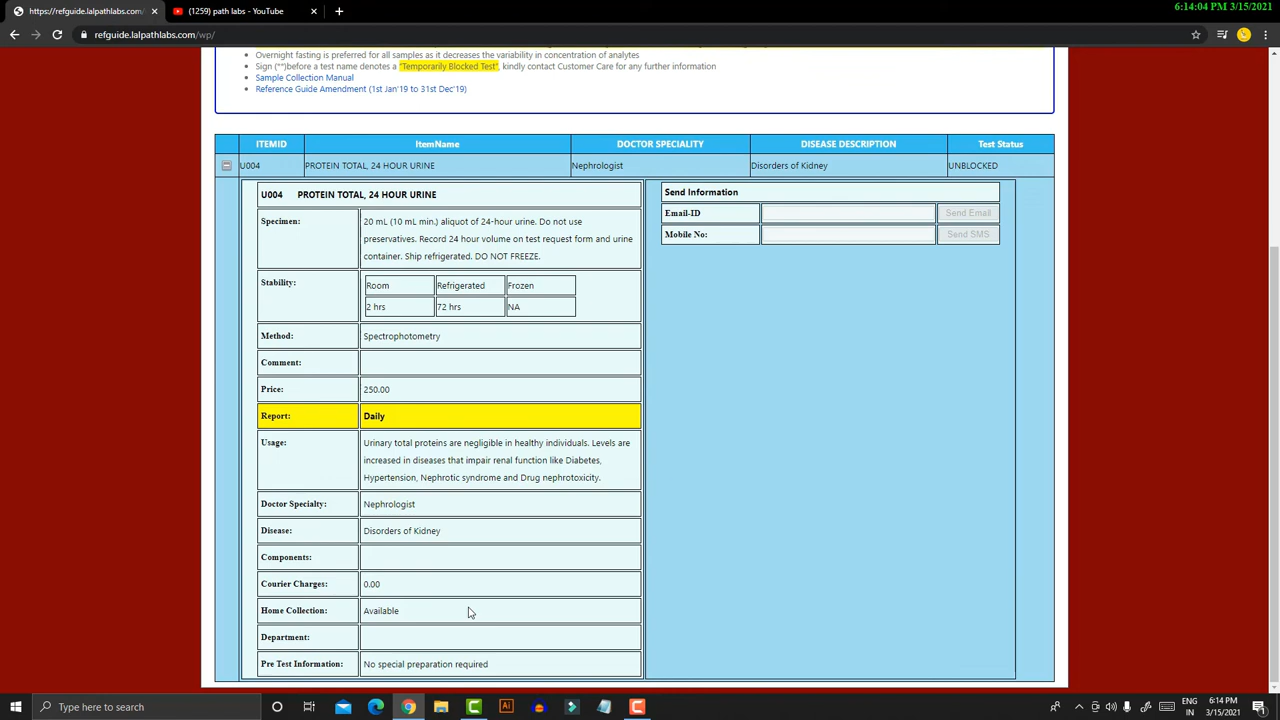 https://refguide.lalpathlabs.com/
(1259) path labs - YouTube
6:14:04 PM 3/15/2021
refguide.lalpathlabs.com/wp/
Overnight fasting is preferred for all samples as it decreases the variability in concentration of analytes
Sign (**)before a test name denotes a "Temporarily Blocked Test", kindly contact Customer Care for any further information
Sample Collection Manual
Reference Guide Amendment (1st Jan'19 to 31st Dec'19)
ITEMID ItemName DOCTOR SPECIALITY DISEASE DESCRIPTION Test Status
U004 PROTEIN TOTAL, 24 HOUR URINE Nephrologist Disorders of Kidney UNBLOCKED
U004 PROTEIN TOTAL, 24 HOUR URINE
Specimen: 20 mL (10 mL min.) aliquot of 24-hour urine. Do not use
preservatives. Record 24 hour volume on test request form and urine
container. Ship refrigerated. DO NOT FREEZE.
Stability:
Room Refrigerated Frozen
2 hrs 72 hrs NA
Method: Spectrophotometry
Comment:
Price: 250.00
Report: Daily
Usage: Urinary total proteins are negligible in healthy individuals. Levels are
increased in diseases that impair renal function like Diabetes,
Hypertension, Nephrotic syndrome and Drug nephrotoxicity.
Doctor Specialty: Nephrologist
Disease: Disorders of Kidney
Components:
Courier Charges: 0.00
Home Collection: Available
Department:
Pre Test Information: No special preparation required
Send Information
Email-ID Send Email
Mobile No: Send SMS
Type here to search
ENG
IN
6:14 PM
3/15/2021